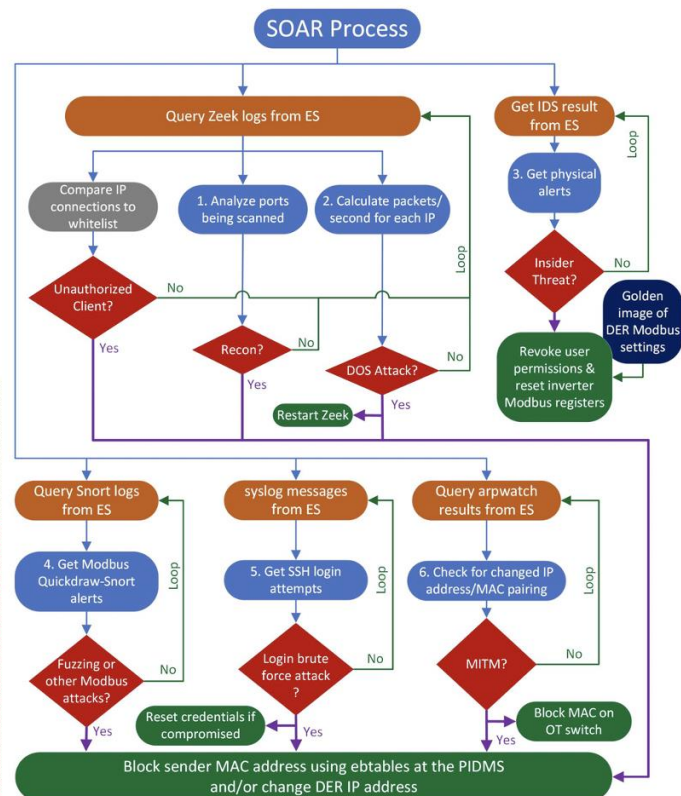 SOAR Process
Query Zeek logs from ES
Get IDS result
from ES
Loop
Compare IP
connections to
whitelist
1. Analyze ports
being scanned
2. Calculate packets/
second for each IP
Loop
3. Get physical
alerts
Unauthorized
Client?
No
Yes
Recon?
No
Yes
DOS Attack?
No
Yes
Restart Zeek
Insider
Threat?
No
Golden
image of
DER Modbus
settings
Revoke user
permissions &
reset inverter
Modbus registers
Query Snort logs
from ES
Loop
syslog messages
from ES
Loop
Query arpwatch
results from ES
Loop
4. Get Modbus
Quickdraw-Snort
alerts
5. Get SSH login
attempts
6. Check for changed IP
address/MAC pairing
Fuzzing or
other Modbus
attacks?
No
Yes
Login brute
force attack
?
No
Yes
MITM?
No
Yes
Reset credentials if
compromised
Block MAC on
OT switch
Block sender MAC address using ebtables at the PIDMS
and/or change DER IP address